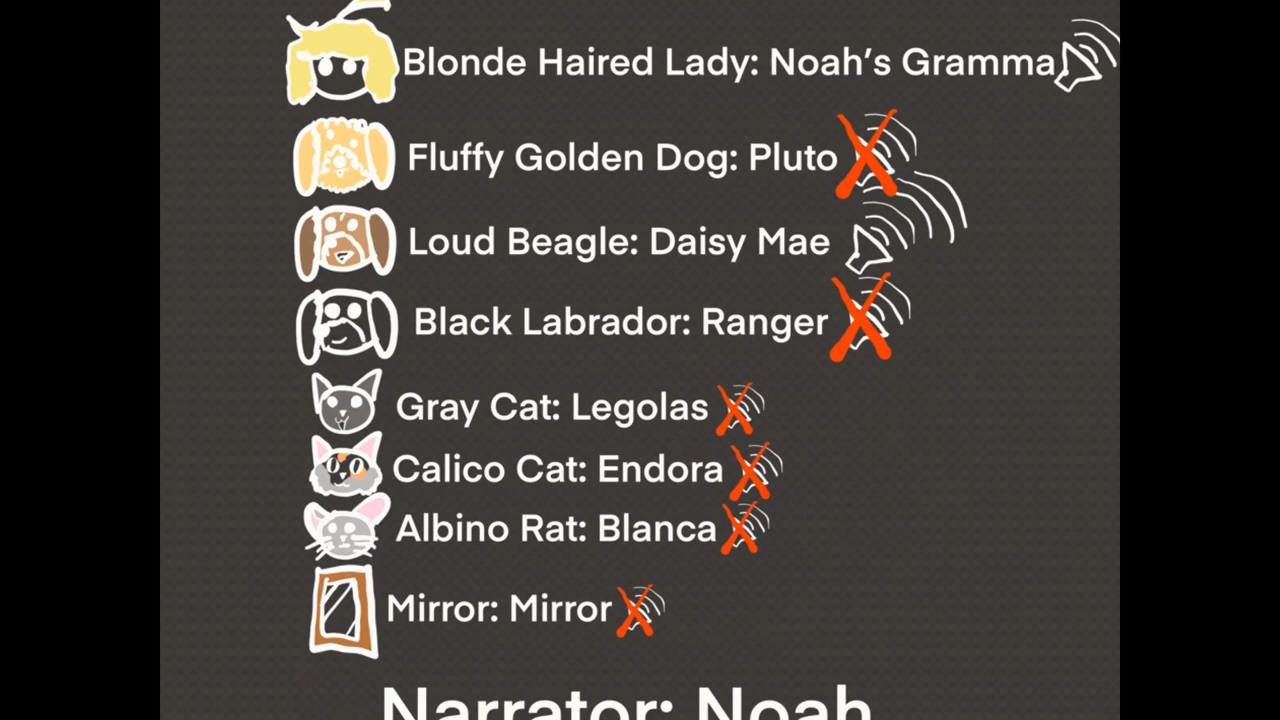 Blonde Haired Lady: Noah’s Gramma
Fluffy Golden Dog: Pluto
Loud Beagle: Daisy Mae
Black Labrador: Ranger
Gray Cat: Legolas
Calico Cat: Endora
Albino Rat: Blanca
Mirror: Mirror
Narrator: Noah